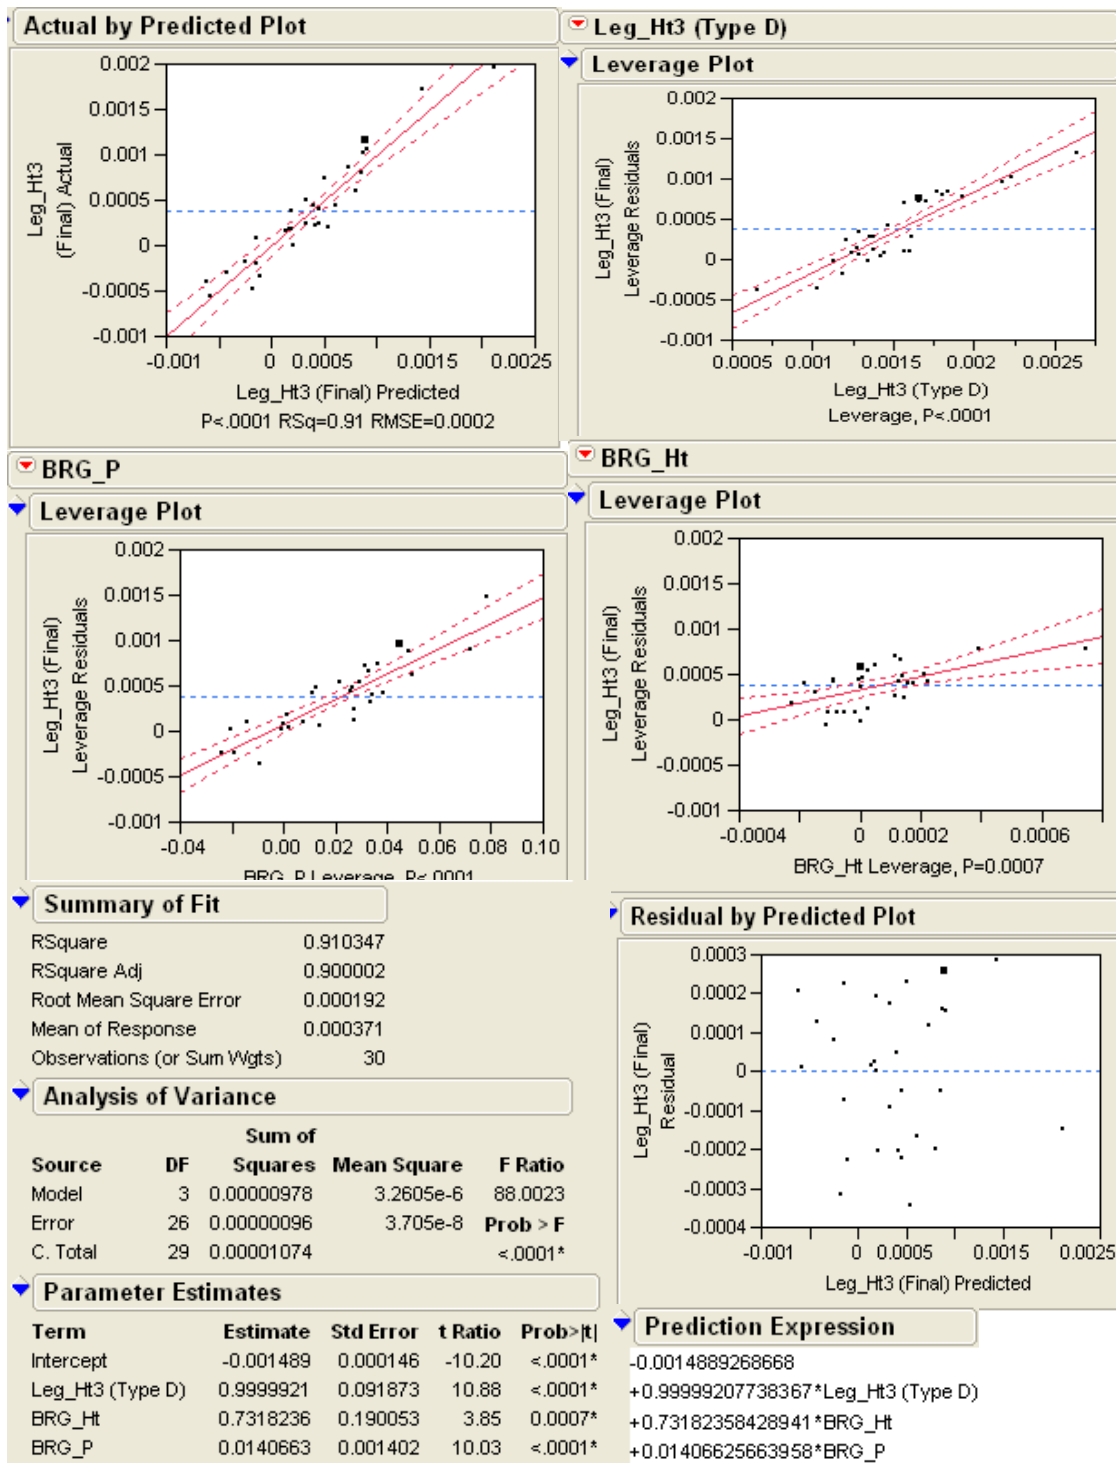 Actual by Predicted Plot
0.002
0.0015
0.001
0.0005
0
-0.0005
-0.001
Leg_Ht3
(Final) Actual
-0.001 0 0.0005 0.0015 0.0025
Leg_Ht3 (Final) Predicted
P<.0001 RSq=0.91 RMSE=0.0002
Leg_Ht3 (Type D)
Leverage Plot
0.002
0.0015
0.001
0.0005
0
-0.0005
-0.001
Leg_Ht3 (Final)
Leverage Residuals
0.0005 0.001 0.0015 0.002 0.0025
Leg_Ht3 (Type D)
Leverage, P<.0001
BRG_P
Leverage Plot
0.002
0.0015
0.001
0.0005
0
-0.0005
-0.001
Leg_Ht3 (Final)
Leverage Residuals
-0.04 0.00 0.02 0.04 0.06 0.08 0.10
BRG_P Leverage, P<.0001
BRG_Ht
Leverage Plot
0.002
0.0015
0.001
0.0005
0
-0.0005
-0.001
Leg_Ht3 (Final)
Leverage Residuals
-0.0004 0 0.0002 0.0006
BRG_Ht Leverage, P=0.0007
Summary of Fit
RSquare 0.910347
RSquare Adj 0.900002
Root Mean Square Error 0.000192
Mean of Response 0.000371
Observations (or Sum Wgts) 30
Analysis of Variance
Sum of
Source DF Squares Mean Square F Ratio
Model 3 0.00000978 3.2605e-6 88.0023
Error 26 0.00000096 3.705e-8 Prob > F
C. Total 29 0.00001074 <.0001*
Parameter Estimates
Term Estimate Std Error t Ratio Prob>|t|
Intercept -0.001489 0.000146 -10.20 <.0001*
Leg_Ht3 (Type D) 0.9999921 0.091873 10.88 <.0001*
BRG_Ht 0.7318236 0.190053 3.85 0.0007*
BRG_P 0.0140663 0.001402 10.03 <.0001*
Residual by Predicted Plot
0.0003
0.0002
0.0001
0
-0.0001
-0.0002
-0.0003
-0.0004
Leg_Ht3 (Final)
Residual
-0.001 0 0.0005 0.0015 0.0025
Leg_Ht3 (Final) Predicted
Prediction Expression
-0.0014889268668
+0.99999207738367*Leg_Ht3 (Type D)
+0.73182358428941*BRG_Ht
+0.01406625663958*BRG_P